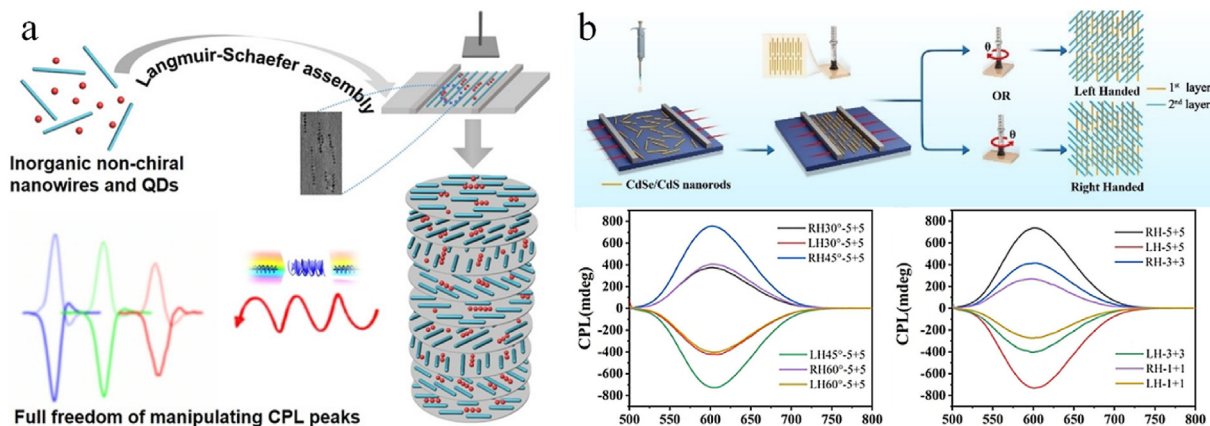 a
Langmuir-Schaefer assembly
Inorganic non-chiral
nanowires and QDs
Full freedom of manipulating CPL peaks
b
CdSe/CdS nanorods
θ
OR
θ
Left Handed
1st layer
2nd layer
Right Handed
CPL(mdeg)
800
600
400
200
0
-200
-400
-600
-800
500 550 600 650 700 750 800
RH30°-5+5
LH30°-5+5
RH45°-5+5
LH45°-5+5
RH60°-5+5
LH60°-5+5
CPL(mdeg)
800
600
400
200
0
-200
-400
-600
-800
500 550 600 650 700 750 800
RH-5+5
LH-5+5
RH-3+3
LH-3+3
RH-1+1
LH-1+1